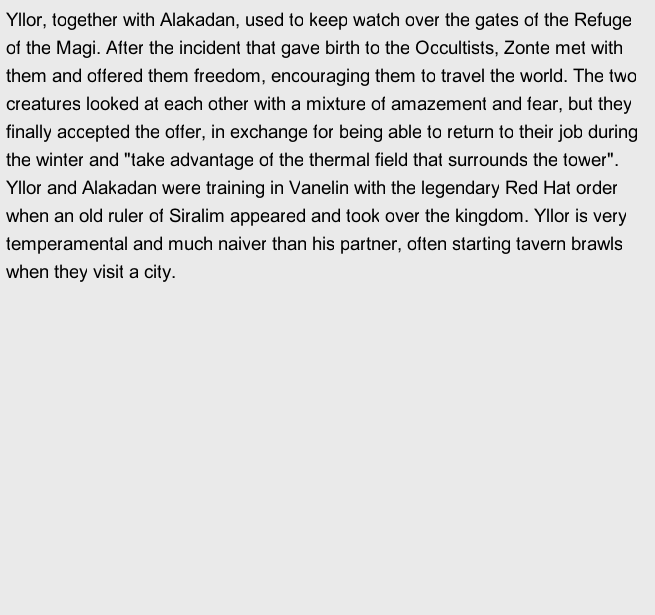 Yllor, together with Alakadan, used to keep watch over the gates of the Refuge
of the Magi. After the incident that gave birth to the Occultists, Zonte met with
them and offered them freedom, encouraging them to travel the world. The two
creatures looked at each other with a mixture of amazement and fear, but they
finally accepted the offer, in exchange for being able to return to their job during
the winter and "take advantage of the thermal field that surrounds the tower".
Yllor and Alakadan were training in Vanelin with the legendary Red Hat order
when an old ruler of Siralim appeared and took over the kingdom. Yllor is very
temperamental and much naiver than his partner, often starting tavern brawls
when they visit a city.